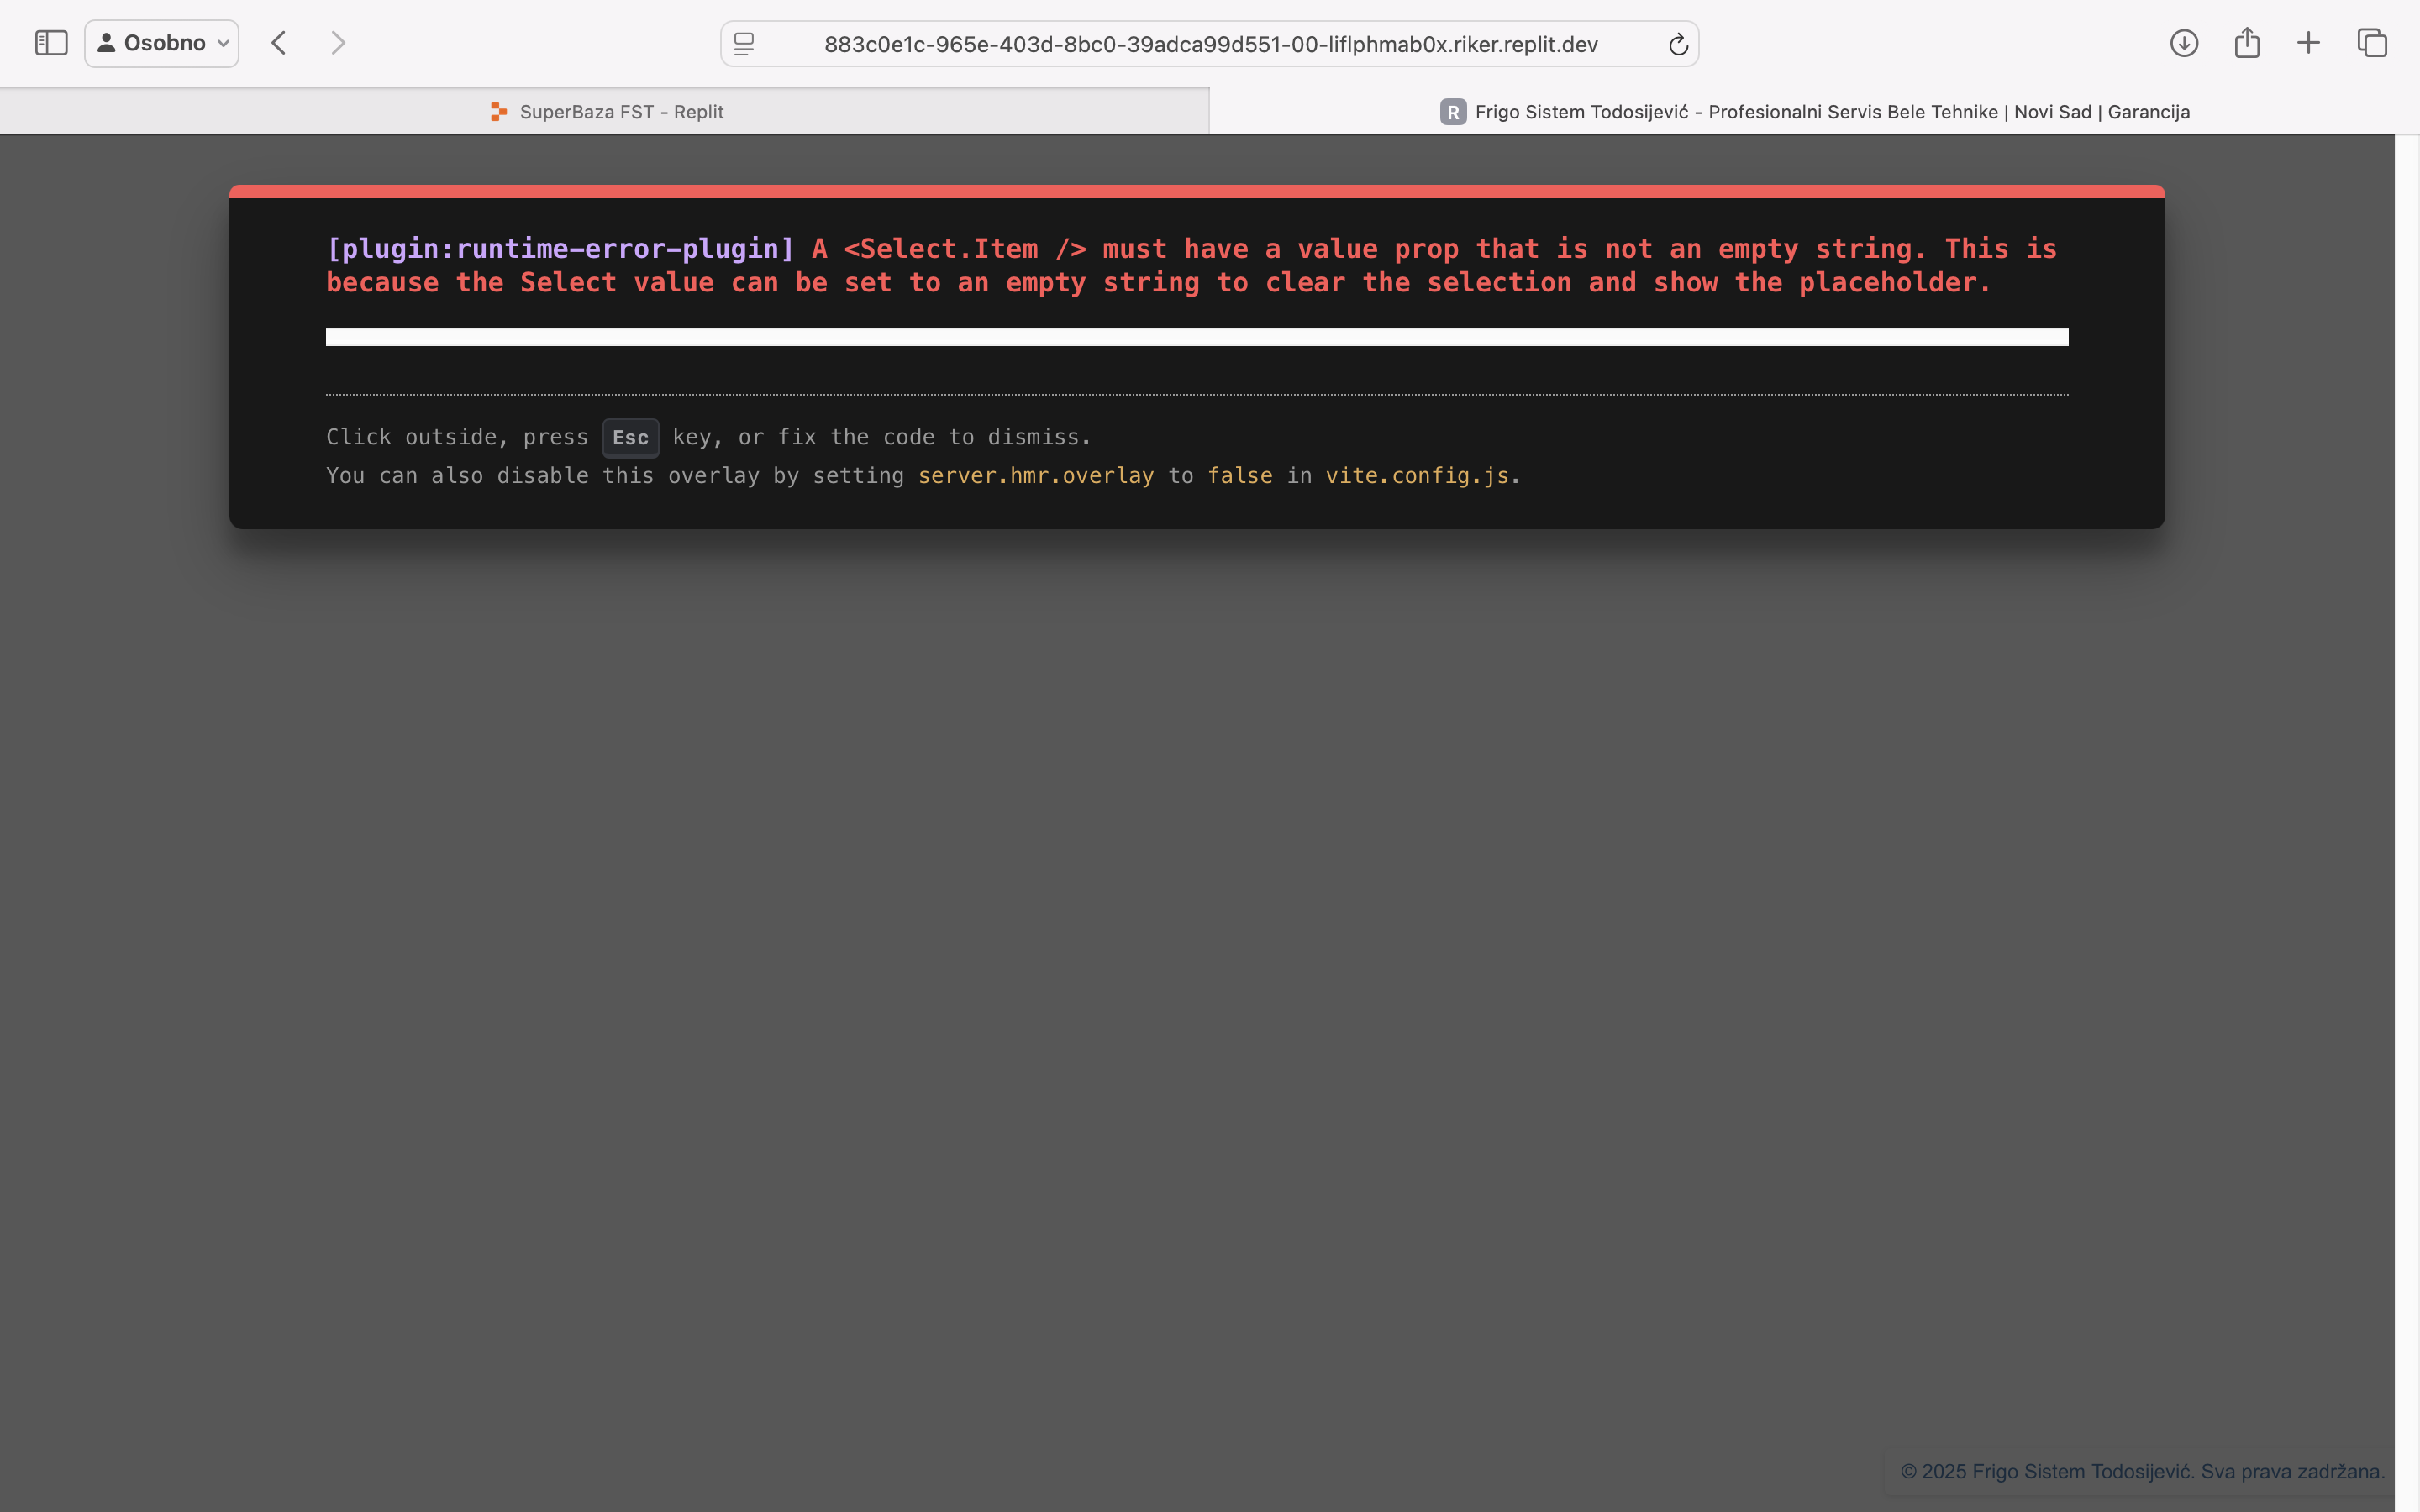 Osobno
883c0e1c-965e-403d-8bc0-39adca99d551-00-liflphmab0x.riker.replit.dev
SuperBaza FST - Replit
R Frigo Sistem Todosijević - Profesionalni Servis Bele Tehnike | Novi Sad | Garancija
[plugin:runtime-error-plugin] A <Select.Item /> must have a value prop that is not an empty string. This is
because the Select value can be set to an empty string to clear the selection and show the placeholder.
Click outside, press Esc key, or fix the code to dismiss.
You can also disable this overlay by setting server.hmr.overlay to false in vite.config.js.
© 2025 Frigo Sistem Todosijević. Sva prava zadržana.